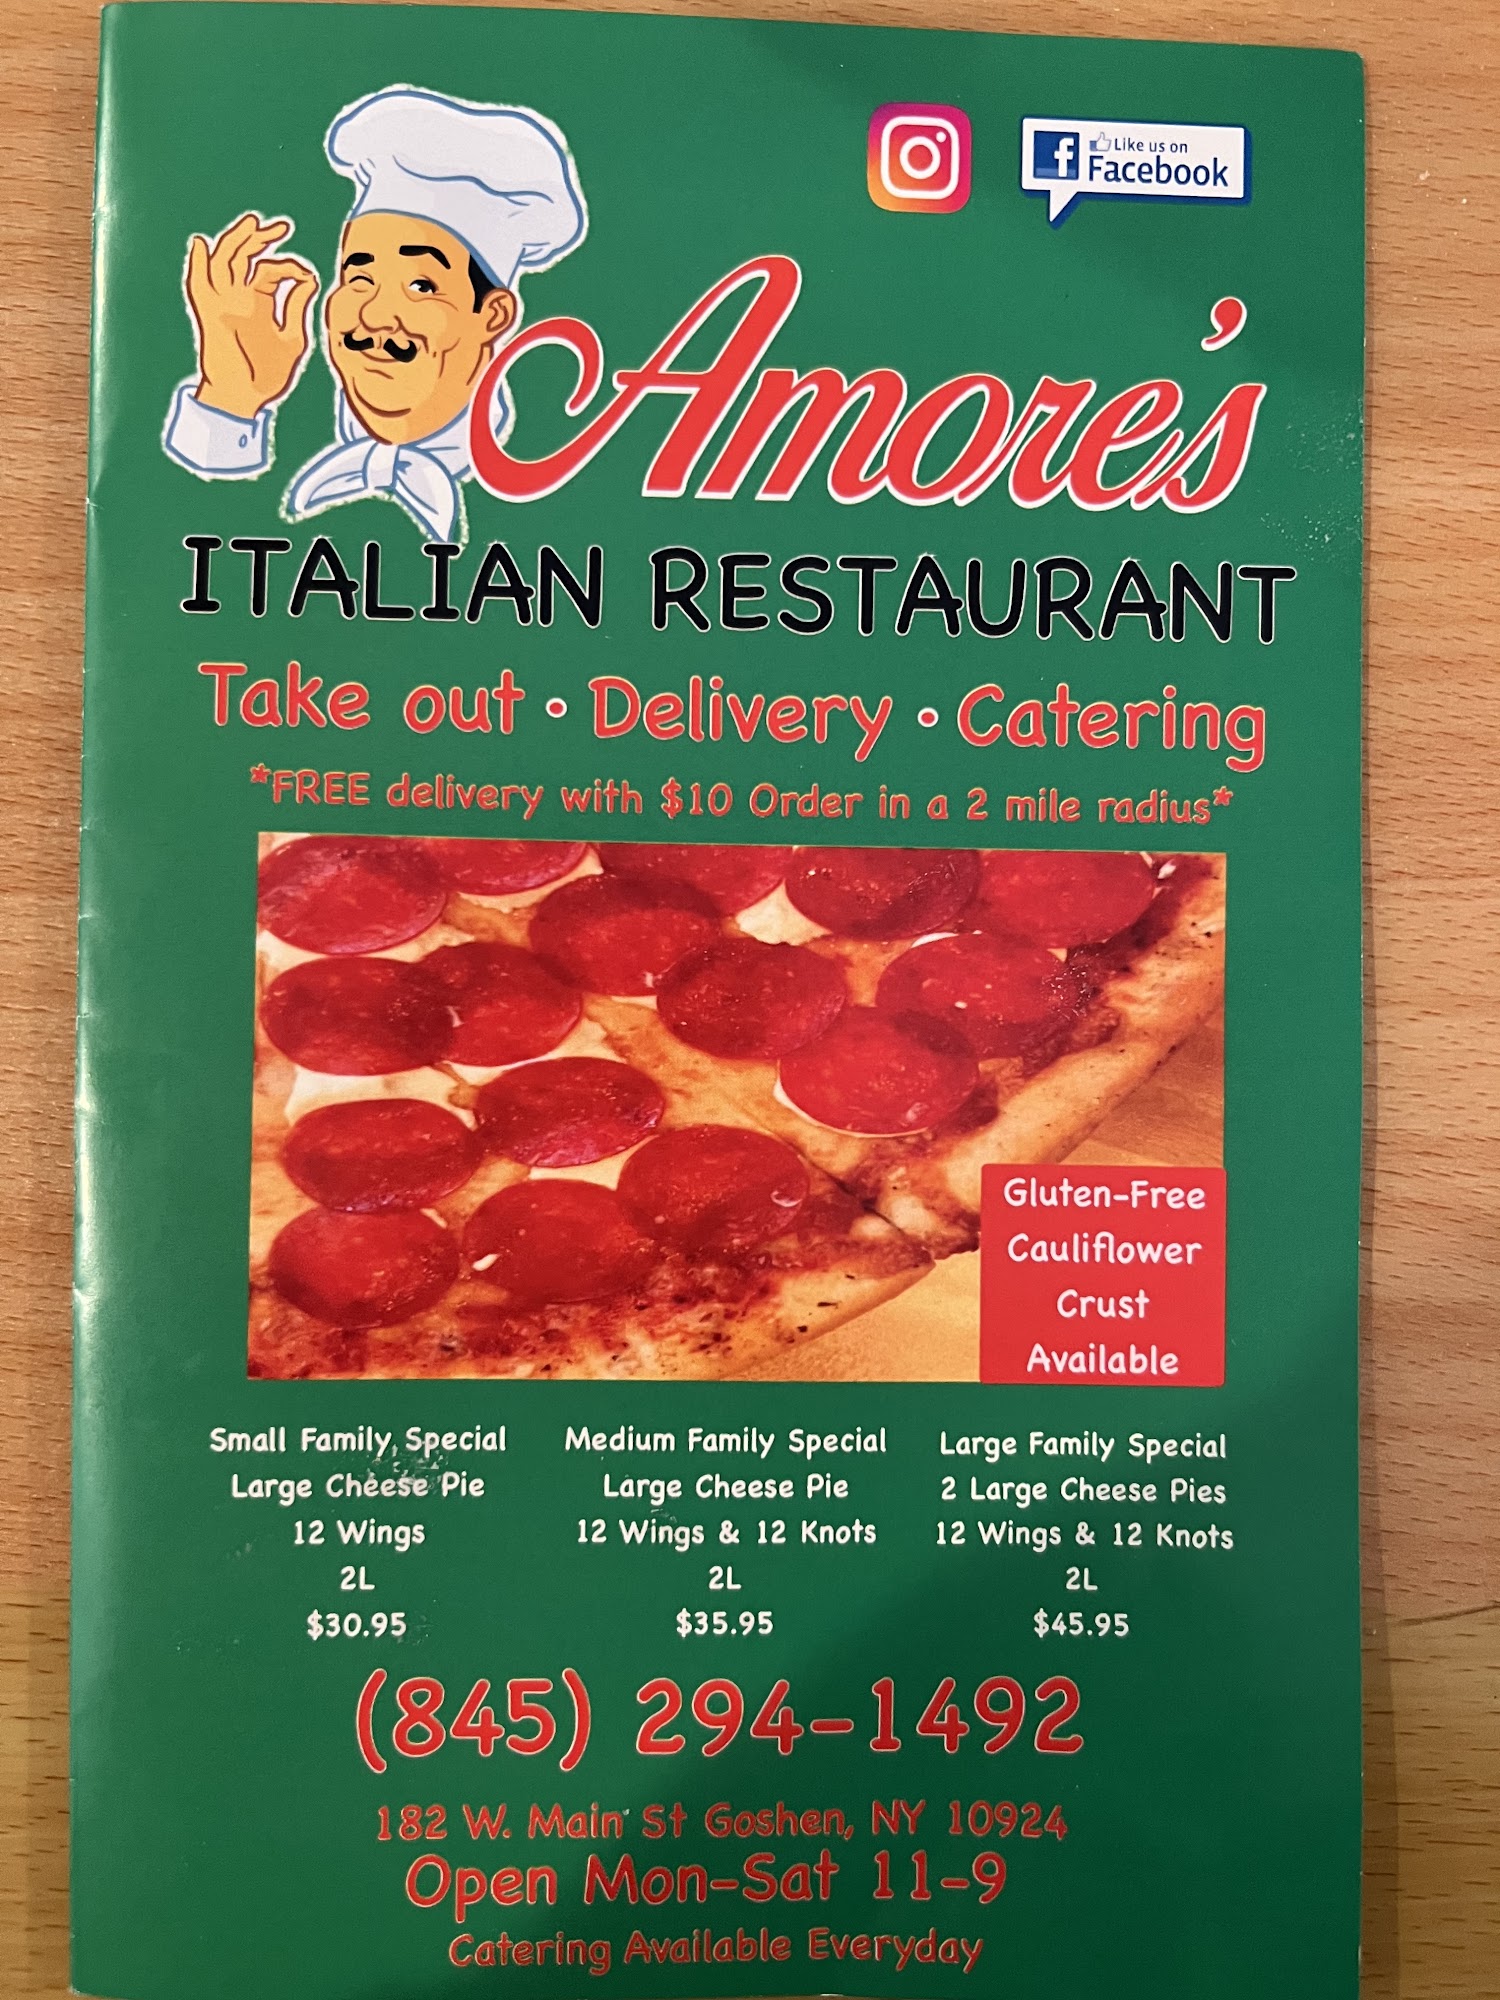 Like us on
Facebook
Amore's
ITALIAN RESTAURANT
Take out • Delivery • Catering
*FREE delivery with $10 Order in a 2 mile radius*
Gluten-Free
Cauliflower
Crust
Available
Small Family Special
Large Cheese Pie
12 Wings
2L
$30.95
Medium Family Special
Large Cheese Pie
12 Wings & 12 Knots
2L
$35.95
Large Family Special
2 Large Cheese Pies
12 Wings & 12 Knots
2L
$45.95
(845) 294-1492
182 W. Main St Goshen, NY 10924
Open Mon-Sat 11-9
Catering Available Everyday